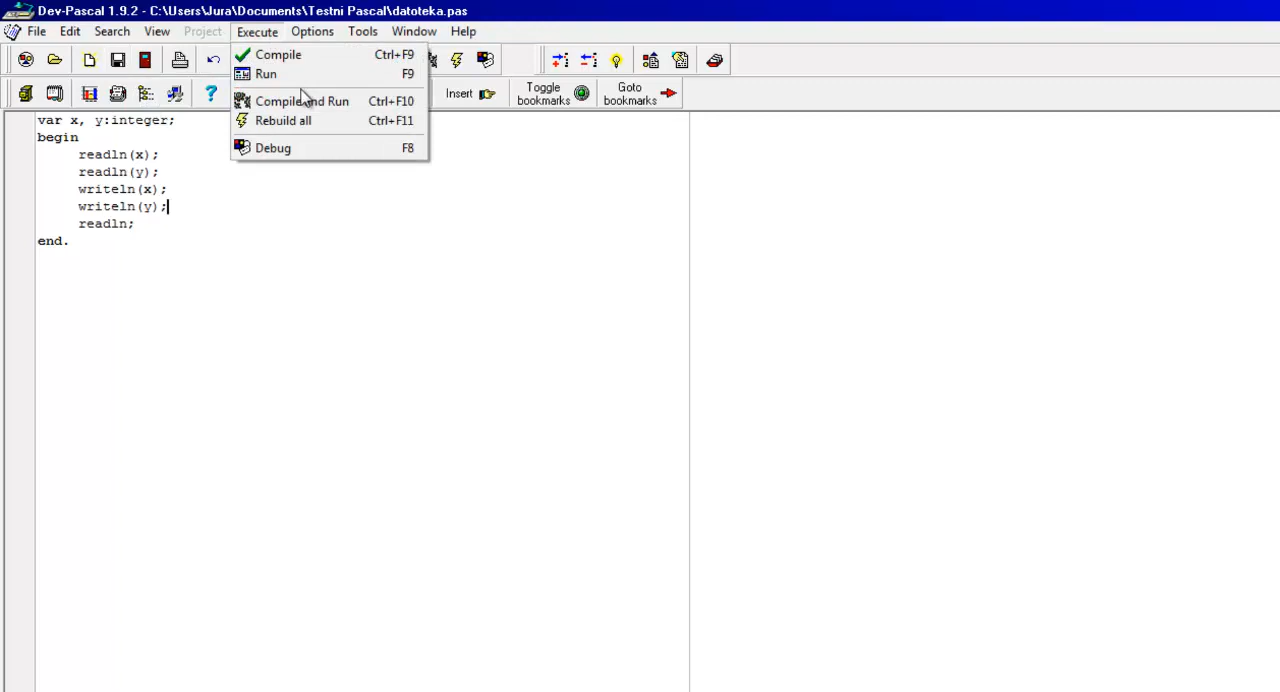 Dev-Pascal 1.9.2 - C:\Users\Jura\Documents\Testni Pascal\datoteka.pas
File Edit Search View Project Execute Options Tools Window Help
Compile Ctrl+F9
Run F9
Compile and Run Ctrl+F10
Rebuild all Ctrl+F11
Debug F8
Insert
Toggle bookmarks
Goto bookmarks
var x, y:integer;
begin
readln(x);
readln(y);
writeln(x);
writeln(y);
readln;
end.